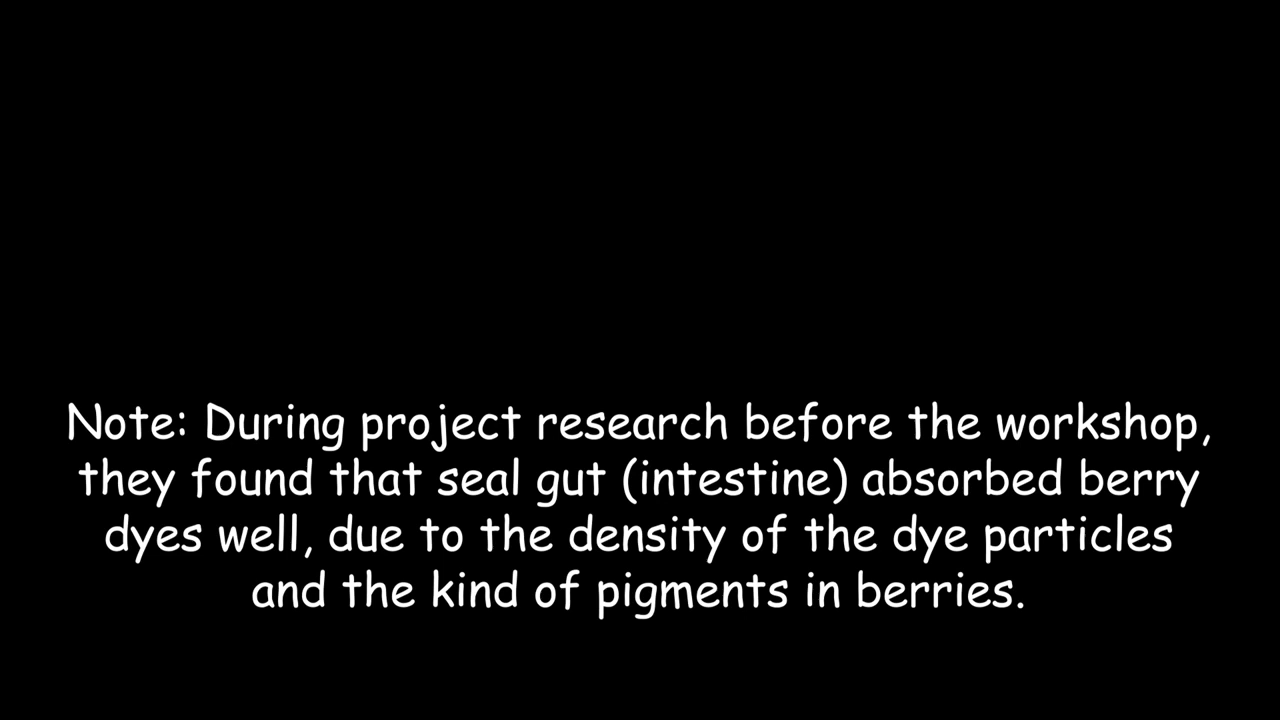 Note: During project research before the workshop,
they found that seal gut (intestine) absorbed berry
dyes well, due to the density of the dye particles
and the kind of pigments in berries.